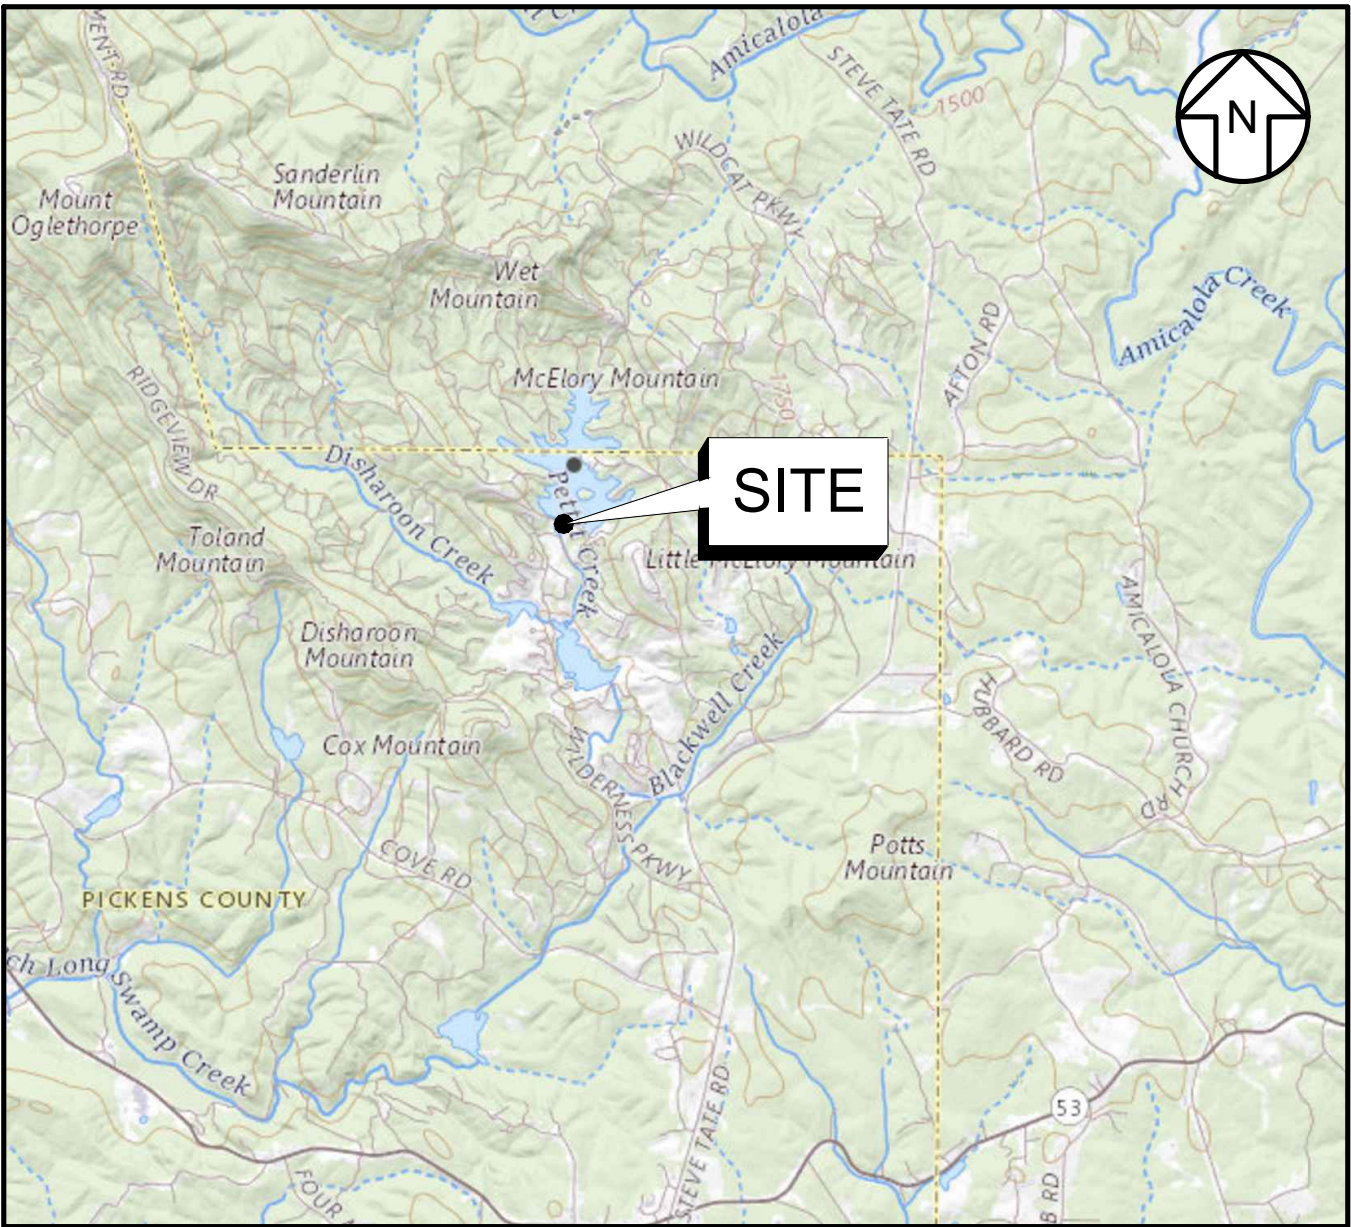 MENT RD
Amicalola
STEVE TATE RD
1500
N
WILDCAT PKWY
Sanderlin
Mountain
Mount
Oglethorpe
Wet
Mountain
Amicalola Creek
AFTON RD
RIDGEVIEW DR
McElory Mountain
1750
Disharoon Creek
Pettit Creek
SITE
Toland
Mountain
Little McElory Mountain
AMICALOLA CHURCH RD
Disharoon
Mountain
HUBBARD RD
Blackwell Creek
Cox Mountain
WILDERNESS PKWY
COVE RD
Potts
Mountain
PICKENS COUNTY
ch Long Swamp Creek
STEVE TATE RD
53
FOUR
B RD